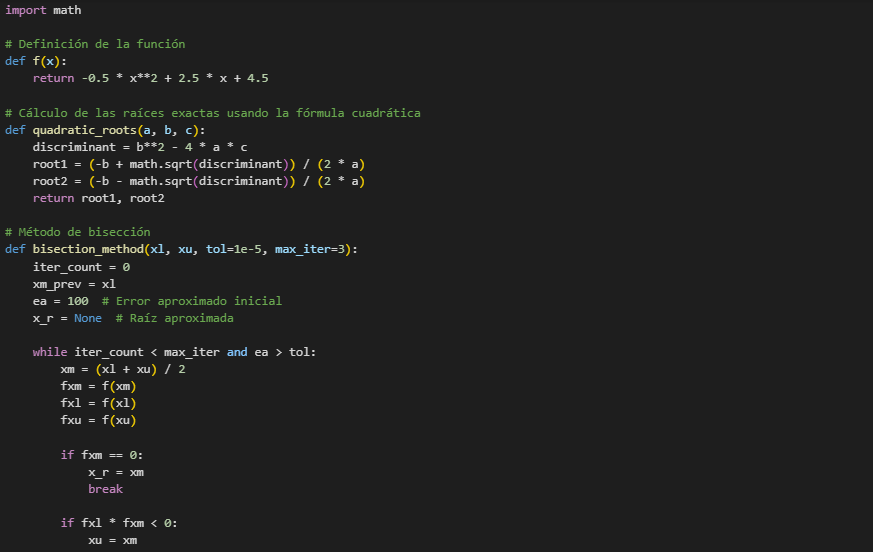 import math
# Definición de la función
def f(x):
    return -0.5 * x**2 + 2.5 * x + 4.5
# Cálculo de las raíces exactas usando la fórmula cuadrática
def quadratic_roots(a, b, c):
    discriminant = b**2 - 4 * a * c
    root1 = (-b + math.sqrt(discriminant)) / (2 * a)
    root2 = (-b - math.sqrt(discriminant)) / (2 * a)
    return root1, root2
# Método de bisección
def bisection_method(xl, xu, tol=1e-5, max_iter=3):
    iter_count = 0
    xm_prev = xl
    ea = 100  # Error aproximado inicial
    x_r = None  # Raíz aproximada
    while iter_count < max_iter and ea > tol:
        xm = (xl + xu) / 2
        fxm = f(xm)
        fxl = f(xl)
        fxu = f(xu)
        if fxm == 0:
            x_r = xm
            break
        if fxl * fxm < 0:
            xu = xm